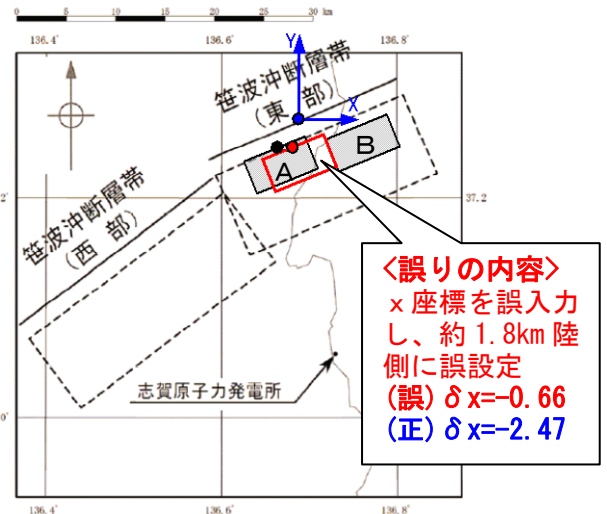 0 5 10 15 20 25 30 km
136.4° 136.6° 136.8°
Y
笹波沖断層帯
(東 部)
X
B
A
37.2
2°
笹波沖断層帯
(西 部)
<誤りの内容>
x座標を誤入力
し、約1.8km陸
側に誤設定
(誤)δx=-0.66
(正)δx=-2.47
志賀原子力発電所
0°
136.4° 136.6° 136.8°